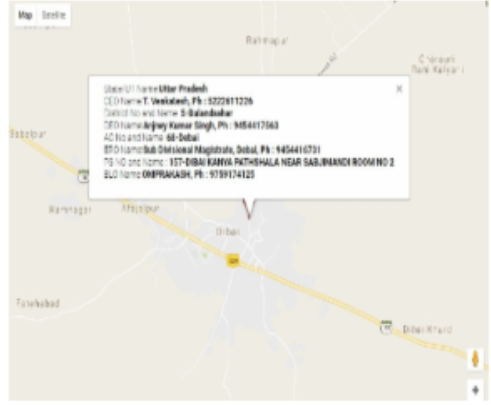 Map Satellite
Rahmapur
State/UT Name Uttar Pradesh
CEO Name T. Venkatesh, Ph : 5222611226
District No and Name 5-Bulandsahar
DEO Name Anjney Kumar Singh, Ph : 9454417563
AC No and Name 68-Debai
ERO Name Sub Divisional Magistrate, Debai, Ph : 9454416731
PS NO and Name : 157-DIBAI KANYA PATHSHALA NEAR SABJIMANDI ROOM NO 2
BLO Name OMPRAKASH, Ph : 9759174125
Ramnagar
Dibai
Fatehabad
Dibai Khurd